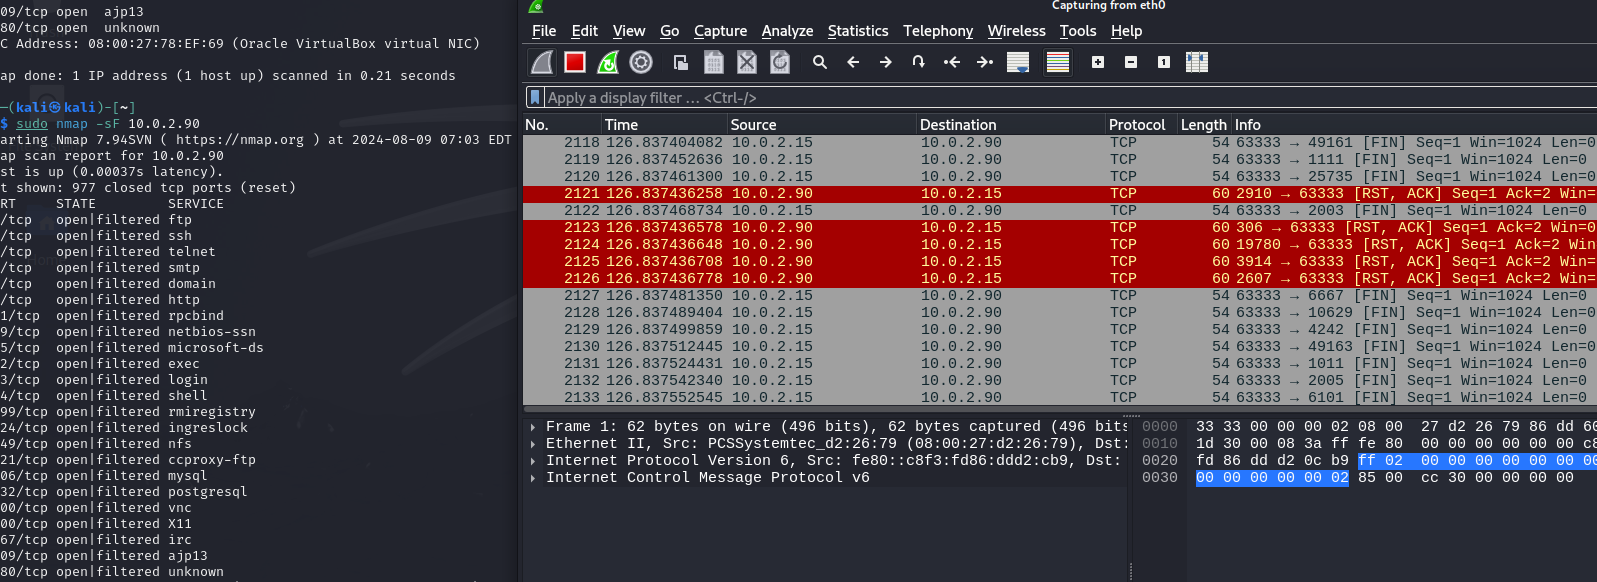 09/tcp open  ajp13
80/tcp open  unknown
C Address: 08:00:27:78:EF:69 (Oracle VirtualBox virtual NIC)
ap done: 1 IP address (1 host up) scanned in 0.21 seconds
─(kali㉿kali)-[~]
$ sudo nmap -sF 10.0.2.90
arting Nmap 7.94SVN ( https://nmap.org ) at 2024-08-09 07:03 EDT
ap scan report for 10.0.2.90
st is up (0.00037s latency).
t shown: 977 closed tcp ports (reset)
RT     STATE         SERVICE
/tcp   open|filtered ftp
/tcp   open|filtered ssh
/tcp   open|filtered telnet
/tcp   open|filtered smtp
/tcp   open|filtered domain
/tcp   open|filtered http
1/tcp  open|filtered rpcbind
9/tcp  open|filtered netbios-ssn
5/tcp  open|filtered microsoft-ds
2/tcp  open|filtered exec
3/tcp  open|filtered login
4/tcp  open|filtered shell
99/tcp open|filtered rmiregistry
24/tcp open|filtered ingreslock
49/tcp open|filtered nfs
21/tcp open|filtered ccproxy-ftp
06/tcp open|filtered mysql
32/tcp open|filtered postgresql
00/tcp open|filtered vnc
00/tcp open|filtered X11
67/tcp open|filtered irc
09/tcp open|filtered ajp13
80/tcp open|filtered unknown
Capturing from eth0
File Edit View Go Capture Analyze Statistics Telephony Wireless Tools Help
Apply a display filter ... <Ctrl-/>
No. Time Source Destination Protocol Length Info
2118 126.837404082 10.0.2.15 10.0.2.90 TCP 54 63333 → 49161 [FIN] Seq=1 Win=1024 Len=0
2119 126.837452636 10.0.2.15 10.0.2.90 TCP 54 63333 → 1111 [FIN] Seq=1 Win=1024 Len=0
2120 126.837461300 10.0.2.15 10.0.2.90 TCP 54 63333 → 25735 [FIN] Seq=1 Win=1024 Len=0
2121 126.837436258 10.0.2.90 10.0.2.15 TCP 60 2910 → 63333 [RST, ACK] Seq=1 Ack=2 Win=
2122 126.837468734 10.0.2.15 10.0.2.90 TCP 54 63333 → 2003 [FIN] Seq=1 Win=1024 Len=0
2123 126.837436578 10.0.2.90 10.0.2.15 TCP 60 306 → 63333 [RST, ACK] Seq=1 Ack=2 Win=0
2124 126.837436648 10.0.2.90 10.0.2.15 TCP 60 19780 → 63333 [RST, ACK] Seq=1 Ack=2 Win
2125 126.837436708 10.0.2.90 10.0.2.15 TCP 60 3914 → 63333 [RST, ACK] Seq=1 Ack=2 Win=
2126 126.837436778 10.0.2.90 10.0.2.15 TCP 60 2607 → 63333 [RST, ACK] Seq=1 Ack=2 Win=
2127 126.837481350 10.0.2.15 10.0.2.90 TCP 54 63333 → 6667 [FIN] Seq=1 Win=1024 Len=0
2128 126.837489404 10.0.2.15 10.0.2.90 TCP 54 63333 → 10629 [FIN] Seq=1 Win=1024 Len=0
2129 126.837499859 10.0.2.15 10.0.2.90 TCP 54 63333 → 4242 [FIN] Seq=1 Win=1024 Len=0
2130 126.837512445 10.0.2.15 10.0.2.90 TCP 54 63333 → 49163 [FIN] Seq=1 Win=1024 Len=0
2131 126.837524431 10.0.2.15 10.0.2.90 TCP 54 63333 → 1011 [FIN] Seq=1 Win=1024 Len=0
2132 126.837542340 10.0.2.15 10.0.2.90 TCP 54 63333 → 2005 [FIN] Seq=1 Win=1024 Len=0
2133 126.837552545 10.0.2.15 10.0.2.90 TCP 54 63333 → 6101 [FIN] Seq=1 Win=1024 Len=0
Frame 1: 62 bytes on wire (496 bits), 62 bytes captured (496 bits
Ethernet II, Src: PCSSystemtec_d2:26:79 (08:00:27:d2:26:79), Dst:
Internet Protocol Version 6, Src: fe80::c8f3:fd86:ddd2:cb9, Dst:
Internet Control Message Protocol v6
0000 33 33 00 00 00 02 08 00 27 d2 26 79 86 dd 60
0010 1d 30 00 08 3a ff fe 80 00 00 00 00 00 00 c8
0020 fd 86 dd d2 0c b9 ff 02 00 00 00 00 00 00 00
0030 00 00 00 00 00 02 85 00 cc 30 00 00 00 00